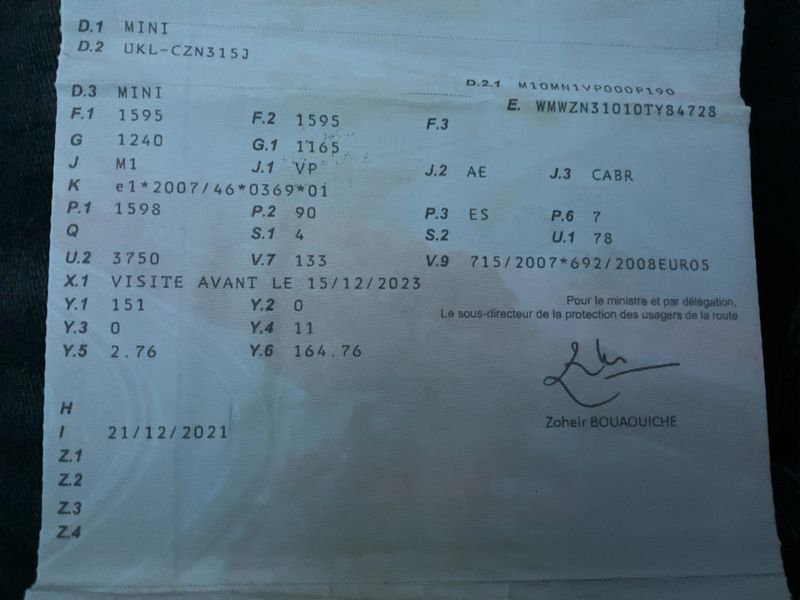 D.1 MINI
D.2 UKL-CZN315J
D.2.1 M10MN1VP000P190
D.3 MINI
E. WMWZN31010TY84728
F.1 1595 F.2 1595 F.3
G 1240 G.1 1165
J M1 J.1 VP J.2 AE J.3 CABR
K e1*2007/46*0369*01
P.1 1598 P.2 90 P.3 ES P.6 7
Q S.1 4 S.2 U.1 78
U.2 3750 V.7 133 V.9 715/2007*692/2008EURO5
X.1 VISITE AVANT LE 15/12/2023
Y.1 151 Y.2 0
Pour le ministre et par délégation,
Le sous-directeur de la protection des usagers de la route
Y.3 0 Y.4 11
Y.5 2.76 Y.6 164.76
Zoheir BOUAOUICHE
H
I 21/12/2021
Z.1
Z.2
Z.3
Z.4